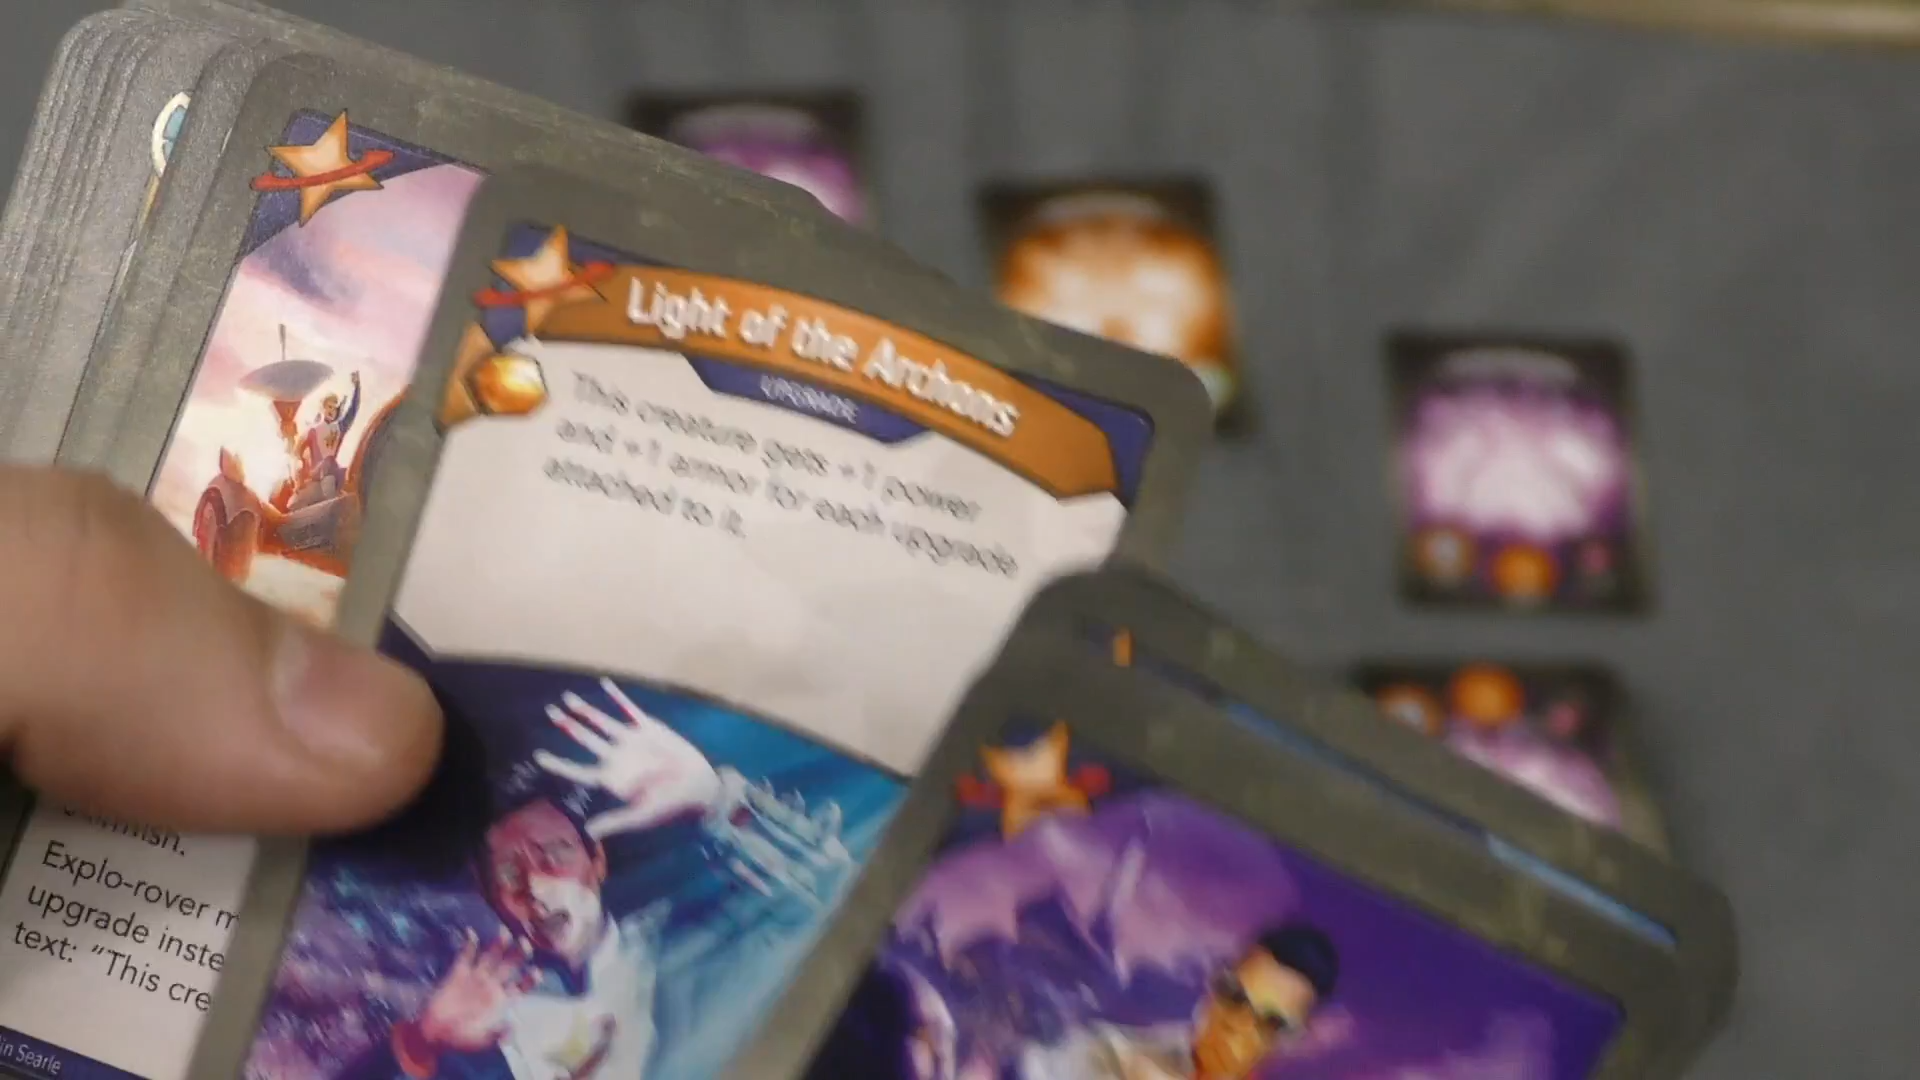 Light of the Archons
UPGRADE
This creature gets +1 power
and +1 armor for each upgrade
attached to it.
Explo-rover m
upgrade inste
text: "This cre
in Searle